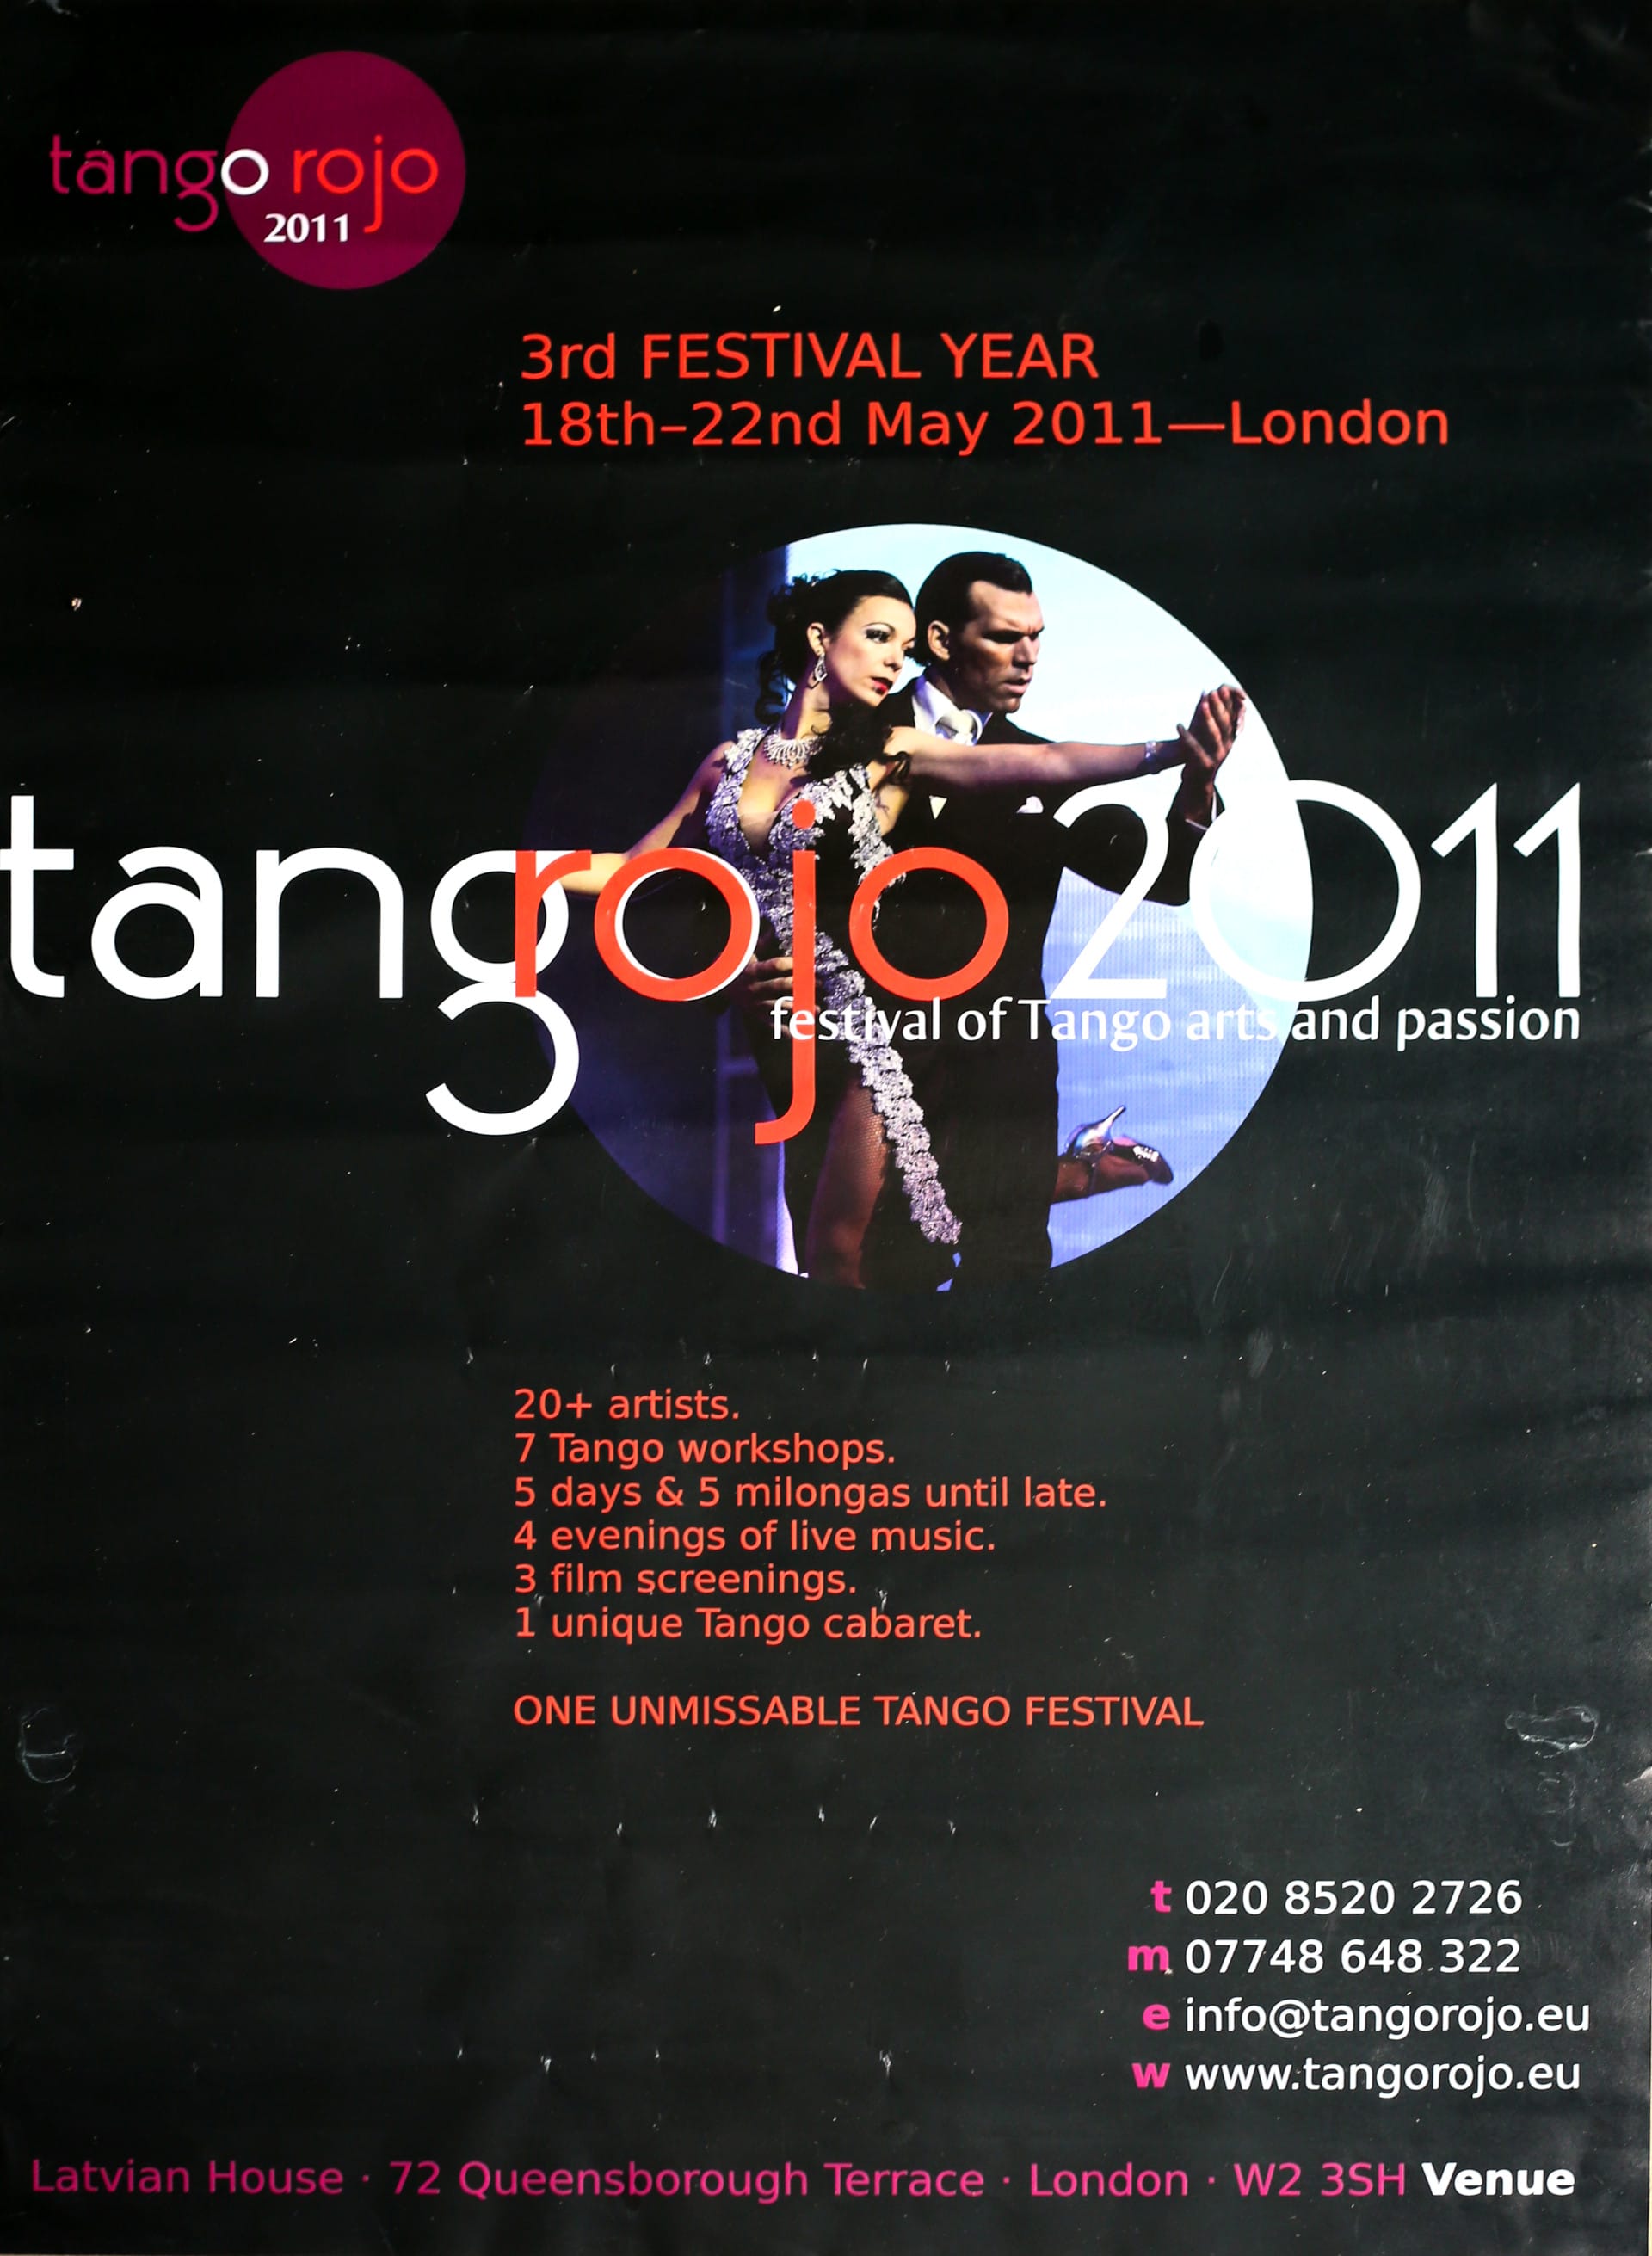 tango rojo
2011
3rd FESTIVAL YEAR
18th–22nd May 2011—London
tangrojo 2011
festival of Tango arts and passion
20+ artists.
7 Tango workshops.
5 days & 5 milongas until late.
4 evenings of live music.
3 film screenings.
1 unique Tango cabaret.
ONE UNMISSABLE TANGO FESTIVAL
t 020 8520 2726
m 07748 648 322
e info@tangorojo.eu
w www.tangorojo.eu
Latvian House · 72 Queensborough Terrace · London · W2 3SH Venue